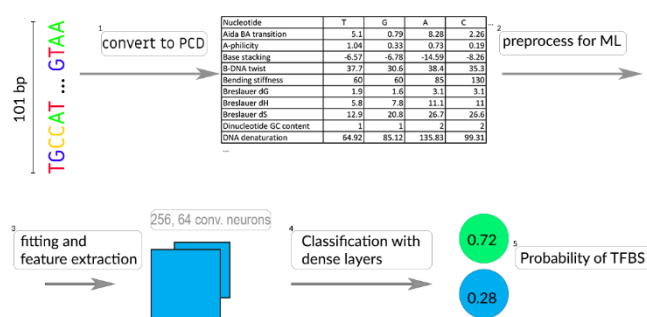 101 bp
TGCCAT ... GTAA
1
convert to PCD
Nucleotide T G A C ...
Aida BA transition 5.1 0.79 8.28 2.26
A-philicity 1.04 0.33 0.73 0.19
Base stacking -6.57 -6.78 -14.59 -8.26
B-DNA twist 37.7 30.6 38.4 35.3
Bending stiffness 60 60 85 130
Breslauer dG 1.9 1.6 3.1 3.1
Breslauer dH 5.8 7.8 11.1 11
Breslauer dS 12.9 20.8 26.7 26.6
Dinucleotide GC content 1 1 2 2
DNA denaturation 64.92 85.12 135.83 99.31
...
2
preprocess for ML
3
fitting and
feature extraction
256, 64 conv. neurons
4
Classification with
dense layers
0.72
0.28
5
Probability of TFBS